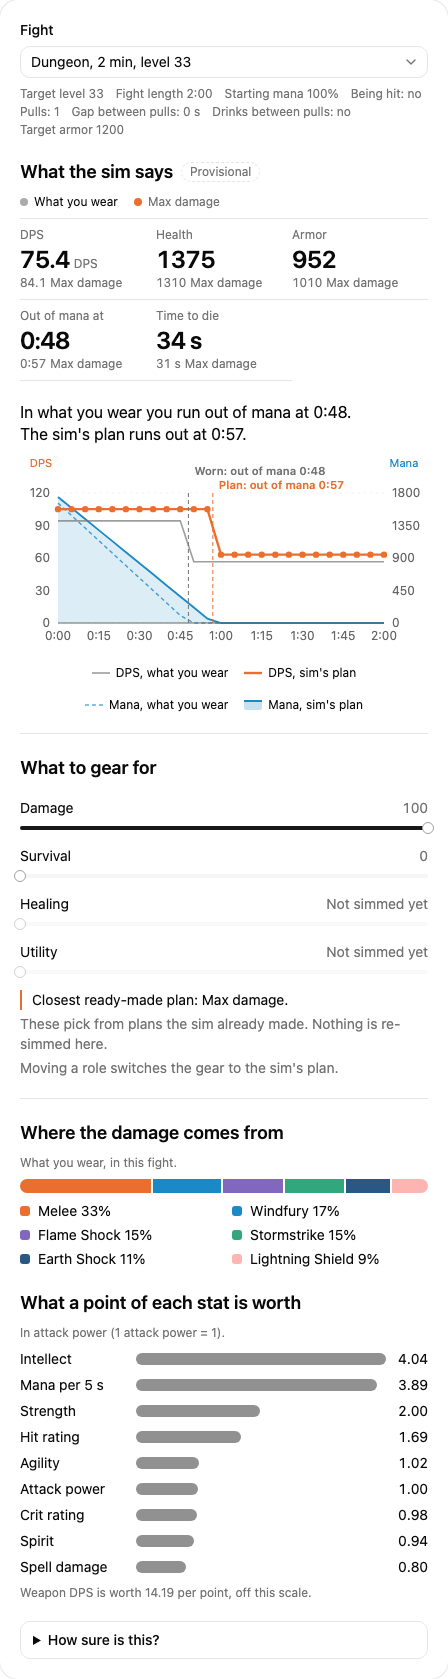 Fight
Dungeon, 2 min, level 33
Target level 33 Fight length 2:00 Starting mana 100% Being hit: no
Pulls: 1 Gap between pulls: 0 s Drinks between pulls: no
Target armor 1200
What the sim says Provisional
What you wear Max damage
DPS Health Armor
75.4 DPS 1375 952
84.1 Max damage 1310 Max damage 1010 Max damage
Out of mana at Time to die
0:48 34 s
0:57 Max damage 31 s Max damage
In what you wear you run out of mana at 0:48.
The sim's plan runs out at 0:57.
DPS Mana
Worn: out of mana 0:48
Plan: out of mana 0:57
120 1800
90 1350
60 900
30 450
0 0
0:00 0:15 0:30 0:45 1:00 1:15 1:30 1:45 2:00
DPS, what you wear DPS, sim's plan
Mana, what you wear Mana, sim's plan
What to gear for
Damage 100
Survival 0
Healing Not simmed yet
Utility Not simmed yet
Closest ready-made plan: Max damage.
These pick from plans the sim already made. Nothing is re-
simmed here.
Moving a role switches the gear to the sim's plan.
Where the damage comes from
What you wear, in this fight.
Melee 33% Windfury 17%
Flame Shock 15% Stormstrike 15%
Earth Shock 11% Lightning Shield 9%
What a point of each stat is worth
In attack power (1 attack power = 1).
Intellect 4.04
Mana per 5 s 3.89
Strength 2.00
Hit rating 1.69
Agility 1.02
Attack power 1.00
Crit rating 0.98
Spirit 0.94
Spell damage 0.80
Weapon DPS is worth 14.19 per point, off this scale.
How sure is this?